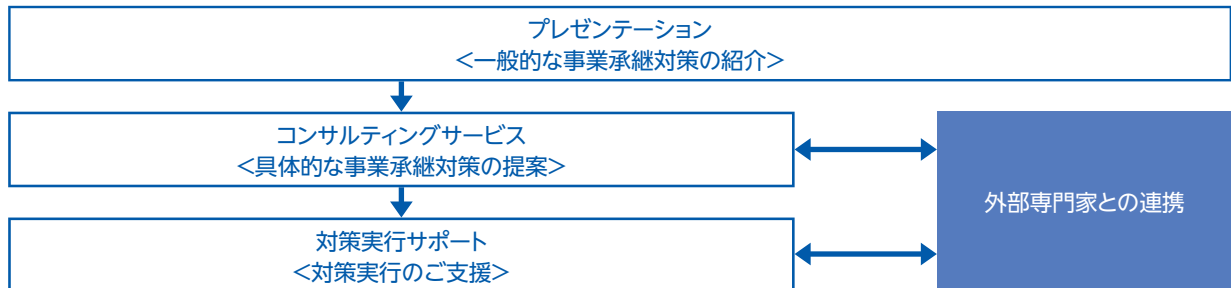 プレゼンテーション
<一般的な事業承継対策の紹介>
コンサルティングサービス
<具体的な事業承継対策の提案>
外部専門家との連携
対策実行サポート
<対策実行のご支援>